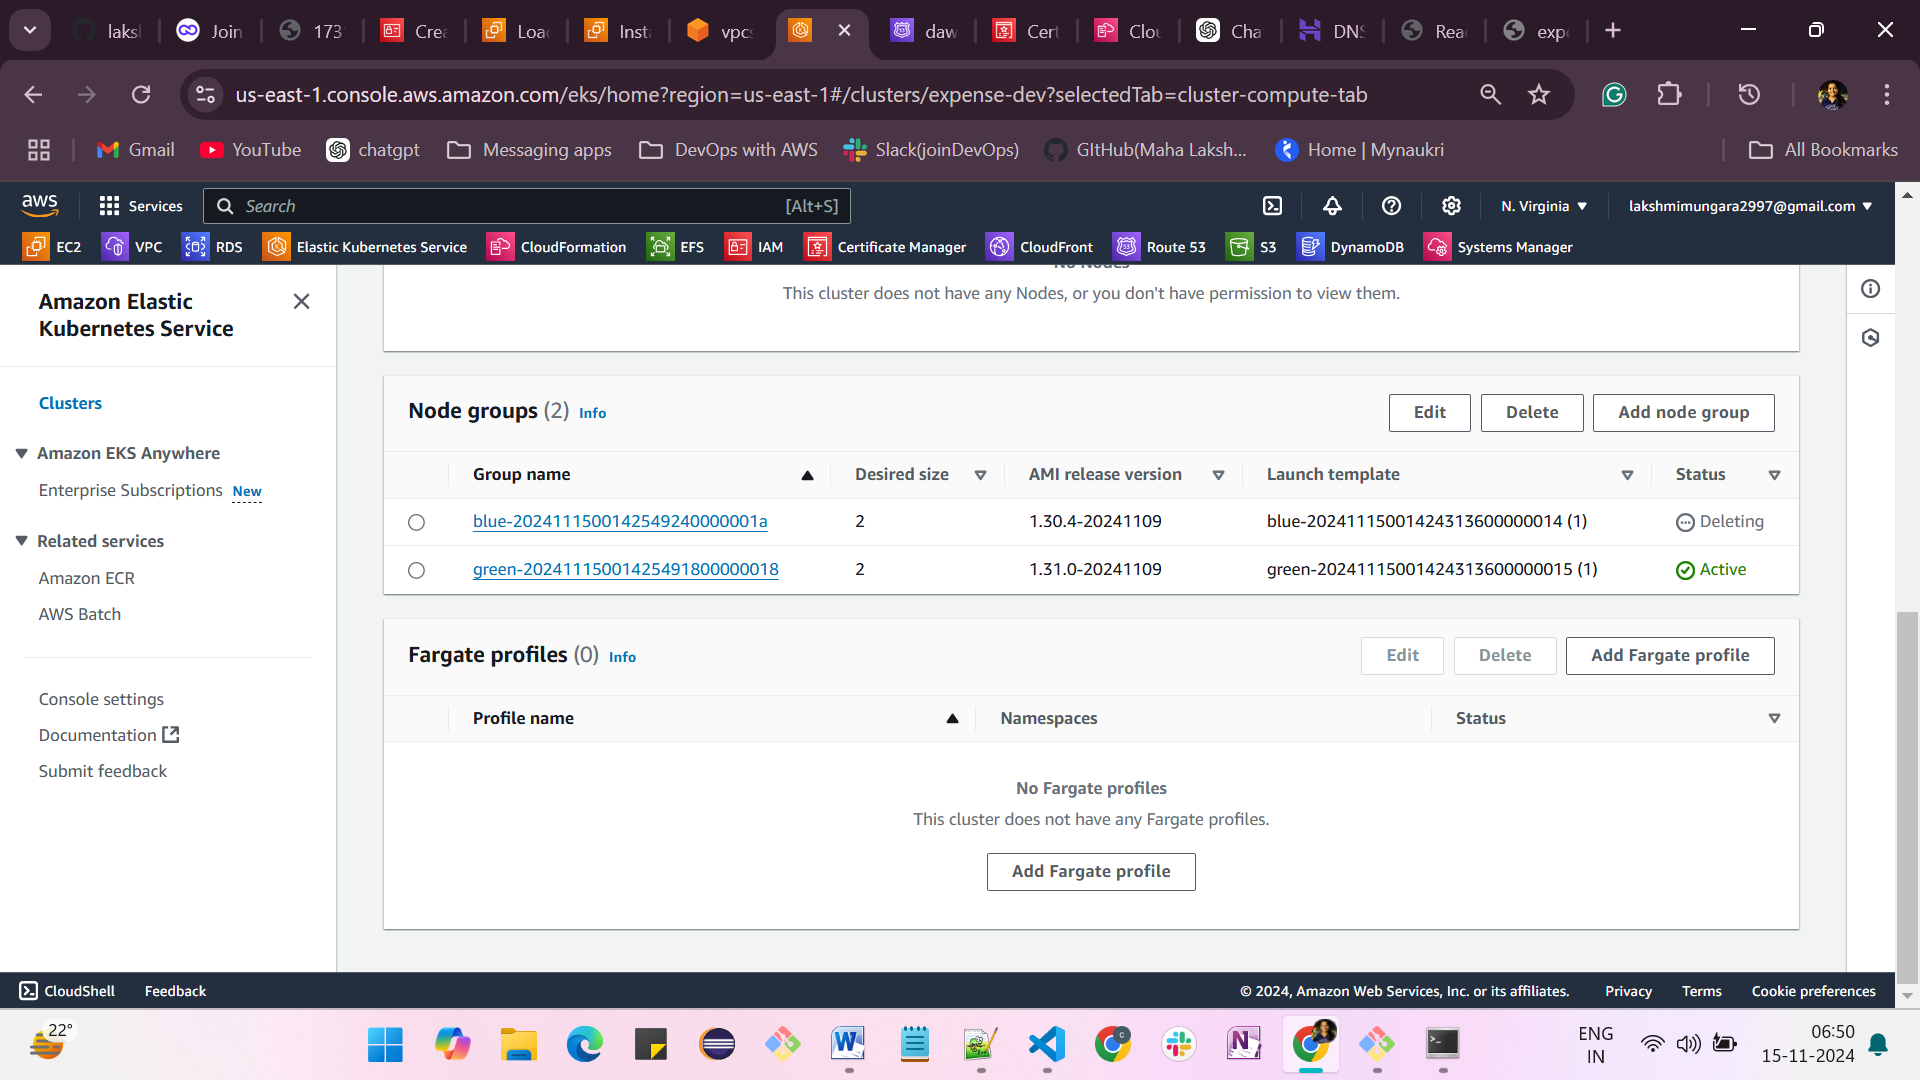 laks
Join
173
Crea
Load
Insta
vpcs
daw
Cert
Clou
Cha
DNS
Rea
expe
us-east-1.console.aws.amazon.com/eks/home?region=us-east-1#/clusters/expense-dev?selectedTab=cluster-compute-tab
Gmail YouTube chatgpt Messaging apps DevOps with AWS Slack(joinDevOps) GItHub(Maha Laksh... Home | Mynaukri All Bookmarks
aws Services Search [Alt+S] N. Virginia lakshmimungara2997@gmail.com
EC2 VPC RDS Elastic Kubernetes Service CloudFormation EFS IAM Certificate Manager CloudFront Route 53 S3 DynamoDB Systems Manager
Amazon Elastic
Kubernetes Service
Clusters
Amazon EKS Anywhere
Enterprise Subscriptions New
Related services
Amazon ECR
AWS Batch
Console settings
Documentation
Submit feedback
No Nodes
This cluster does not have any Nodes, or you don't have permission to view them.
Node groups (2) Info Edit Delete Add node group
Group name Desired size AMI release version Launch template Status
blue-2024111500142549240000001a 2 1.30.4-20241109 blue-20241115001424313600000014 (1) Deleting
green-20241115001425491800000018 2 1.31.0-20241109 green-20241115001424313600000015 (1) Active
Fargate profiles (0) Info Edit Delete Add Fargate profile
Profile name Namespaces Status
No Fargate profiles
This cluster does not have any Fargate profiles.
Add Fargate profile
CloudShell Feedback © 2024, Amazon Web Services, Inc. or its affiliates. Privacy Terms Cookie preferences
22°
ENG
IN
06:50
15-11-2024